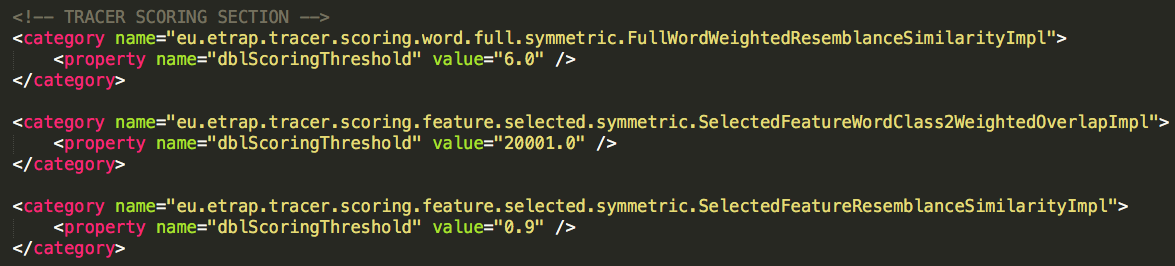 <!-- TRACER SCORING SECTION -->
<category name="eu.etrap.tracer.scoring.word.full.symmetric.FullWordWeightedResemblanceSimilarityImpl">
<property name="dblScoringThreshold" value="6.0" />
</category>
<category name="eu.etrap.tracer.scoring.feature.selected.symmetric.SelectedFeatureWordClass2WeightedOverlapImpl">
<property name="dblScoringThreshold" value="20001.0" />
</category>
<category name="eu.etrap.tracer.scoring.feature.selected.symmetric.SelectedFeatureResemblanceSimilarityImpl">
<property name="dblScoringThreshold" value="0.9" />
</category>